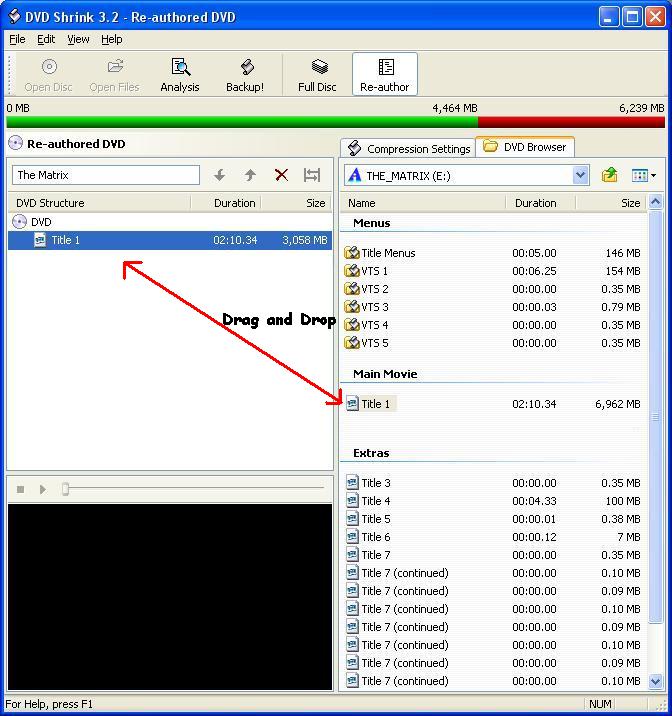 DVD Shrink 3.2 - Re-authored DVD
File Edit View Help
Open Disc Open Files Analysis Backup! Full Disc Re-author
0 MB 4,464 MB 6,239 MB
Re-authored DVD
Compression Settings DVD Browser
The Matrix
THE_MATRIX (E:)
DVD Structure Duration Size
Name Duration Size
DVD
Title 1 02:10.34 3,058 MB
Menus
Title Menus 00:05.00 146 MB
VTS 1 00:06.25 154 MB
VTS 2 00:00.00 0.35 MB
VTS 3 00:00.03 0.79 MB
VTS 4 00:00.00 0.35 MB
VTS 5 00:00.00 0.35 MB
Drag and Drop
Main Movie
Title 1 02:10.34 6,962 MB
Extras
Title 3 00:00.00 0.35 MB
Title 4 00:04.33 100 MB
Title 5 00:00.01 0.38 MB
Title 6 00:00.12 7 MB
Title 7 00:00.00 0.35 MB
Title 7 (continued) 00:00.00 0.10 MB
Title 7 (continued) 00:00.00 0.09 MB
Title 7 (continued) 00:00.00 0.10 MB
Title 7 (continued) 00:00.00 0.09 MB
Title 7 (continued) 00:00.00 0.10 MB
Title 7 (continued) 00:00.00 0.09 MB
Title 7 (continued) 00:00.00 0.10 MB
For Help, press F1 NUM